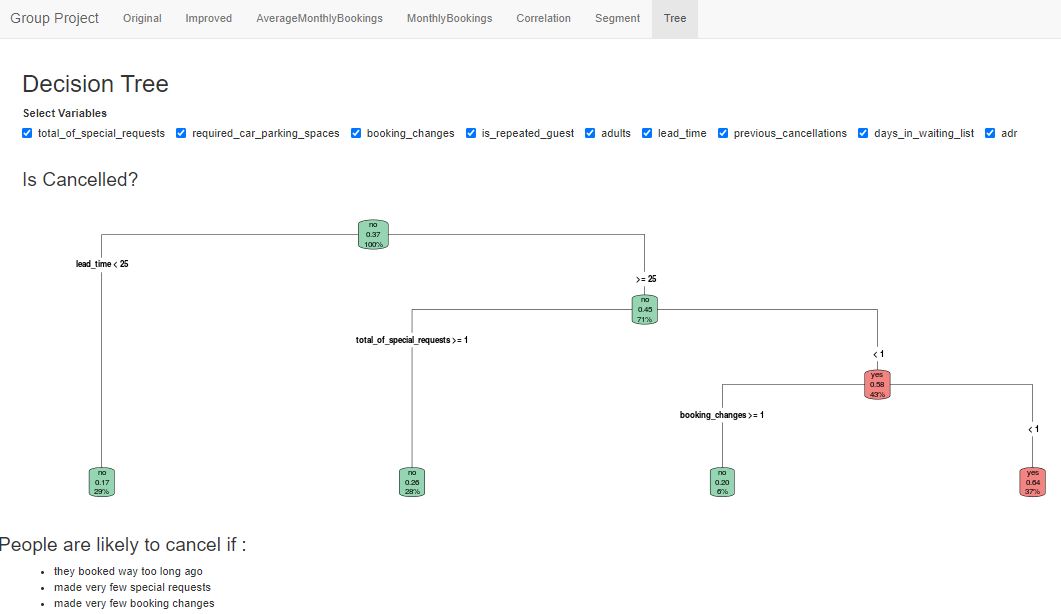 Group Project Original Improved AverageMonthlyBookings MonthlyBookings Correlation Segment Tree
Decision Tree
Select Variables
total_of_special_requests required_car_parking_spaces booking_changes is_repeated_guest adults lead_time previous_cancellations days_in_waiting_list adr
Is Cancelled?
no
0.37
100%
lead_time < 25
>= 25
no
0.45
71%
total_of_special_requests >= 1
< 1
yes
0.58
43%
booking_changes >= 1
< 1
no
0.17
29%
no
0.26
28%
no
0.20
6%
yes
0.64
37%
People are likely to cancel if :
• they booked way too long ago
• made very few special requests
• made very few booking changes